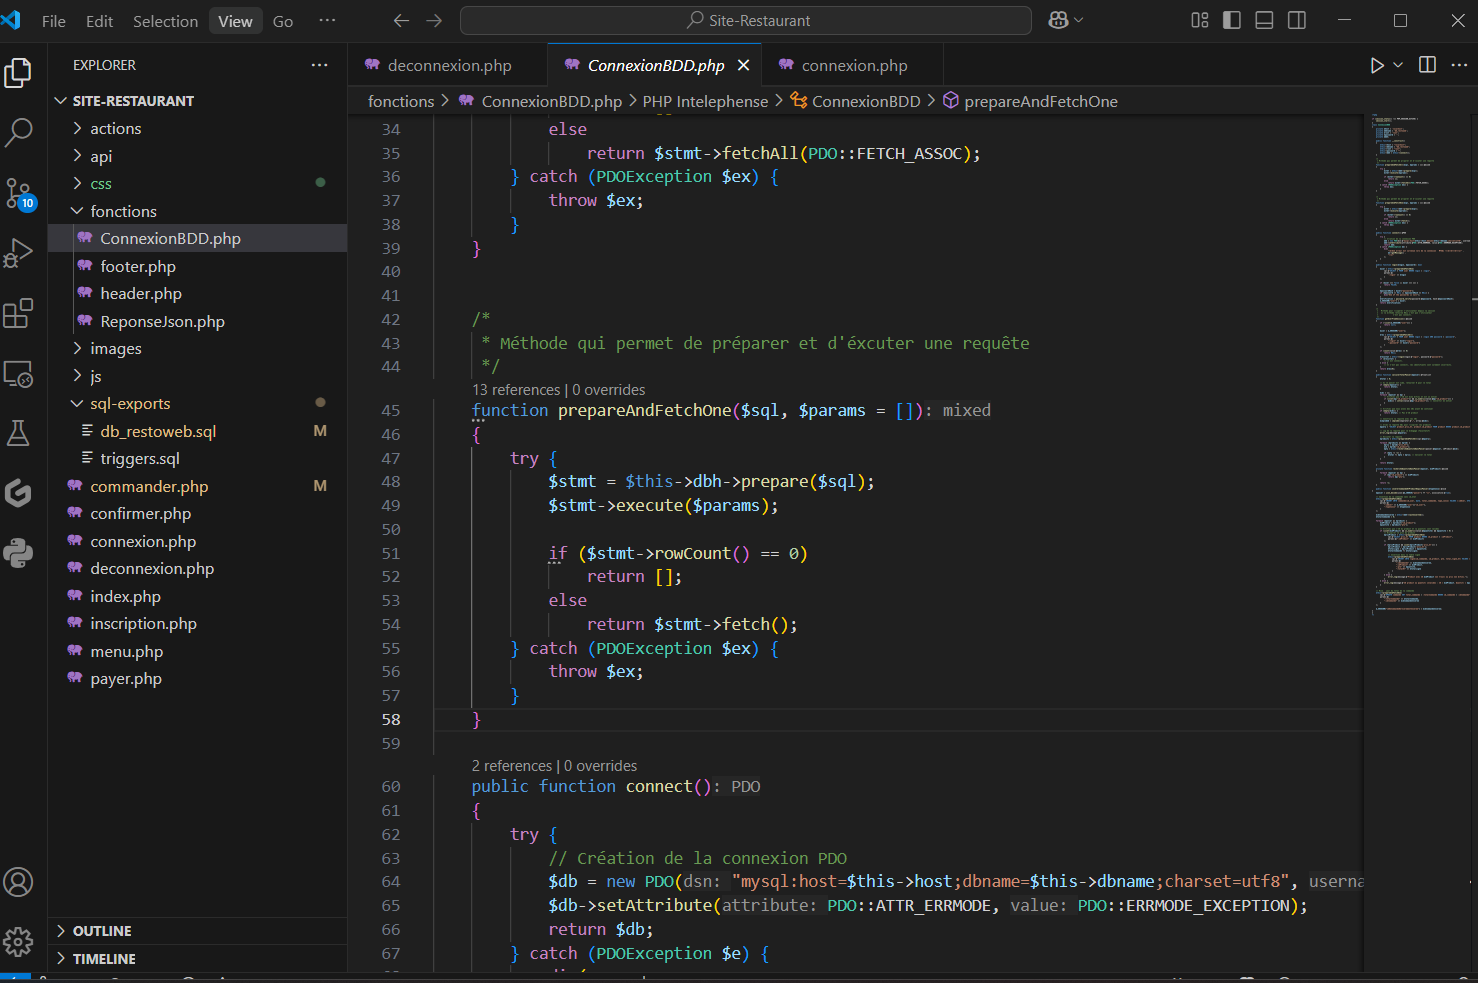 File Edit Selection View Go ··· Site-Restaurant
EXPLORER ···
SITE-RESTAURANT
actions
api
css
fonctions
ConnexionBDD.php
footer.php
header.php
ReponseJson.php
images
js
sql-exports
db_restoweb.sql M
triggers.sql
commander.php M
confirmer.php
connexion.php
deconnexion.php
index.php
inscription.php
menu.php
payer.php
OUTLINE
TIMELINE
10
deconnexion.php ConnexionBDD.php connexion.php
fonctions > ConnexionBDD.php > PHP Intelephense > ConnexionBDD > prepareAndFetchOne
34 else
35 return $stmt->fetchAll(PDO::FETCH_ASSOC);
36 } catch (PDOException $ex) {
37 throw $ex;
38 }
39 }
40
41
42 /*
43 * Méthode qui permet de préparer et d'éxcuter une requête
44 */
13 references | 0 overrides
45 function prepareAndFetchOne($sql, $params = []): mixed
46 {
47 try {
48 $stmt = $this->dbh->prepare($sql);
49 $stmt->execute($params);
50
51 if ($stmt->rowCount() == 0)
52 return [];
53 else
54 return $stmt->fetch();
55 } catch (PDOException $ex) {
56 throw $ex;
57 }
58 }
59
2 references | 0 overrides
60 public function connect(): PDO
61 {
62 try {
63 // Création de la connexion PDO
64 $db = new PDO(dsn: "mysql:host=$this->host;dbname=$this->dbname;charset=utf8", userna
65 $db->setAttribute(attribute: PDO::ATTR_ERRMODE, value: PDO::ERRMODE_EXCEPTION);
66 return $db;
67 } catch (PDOException $e) {